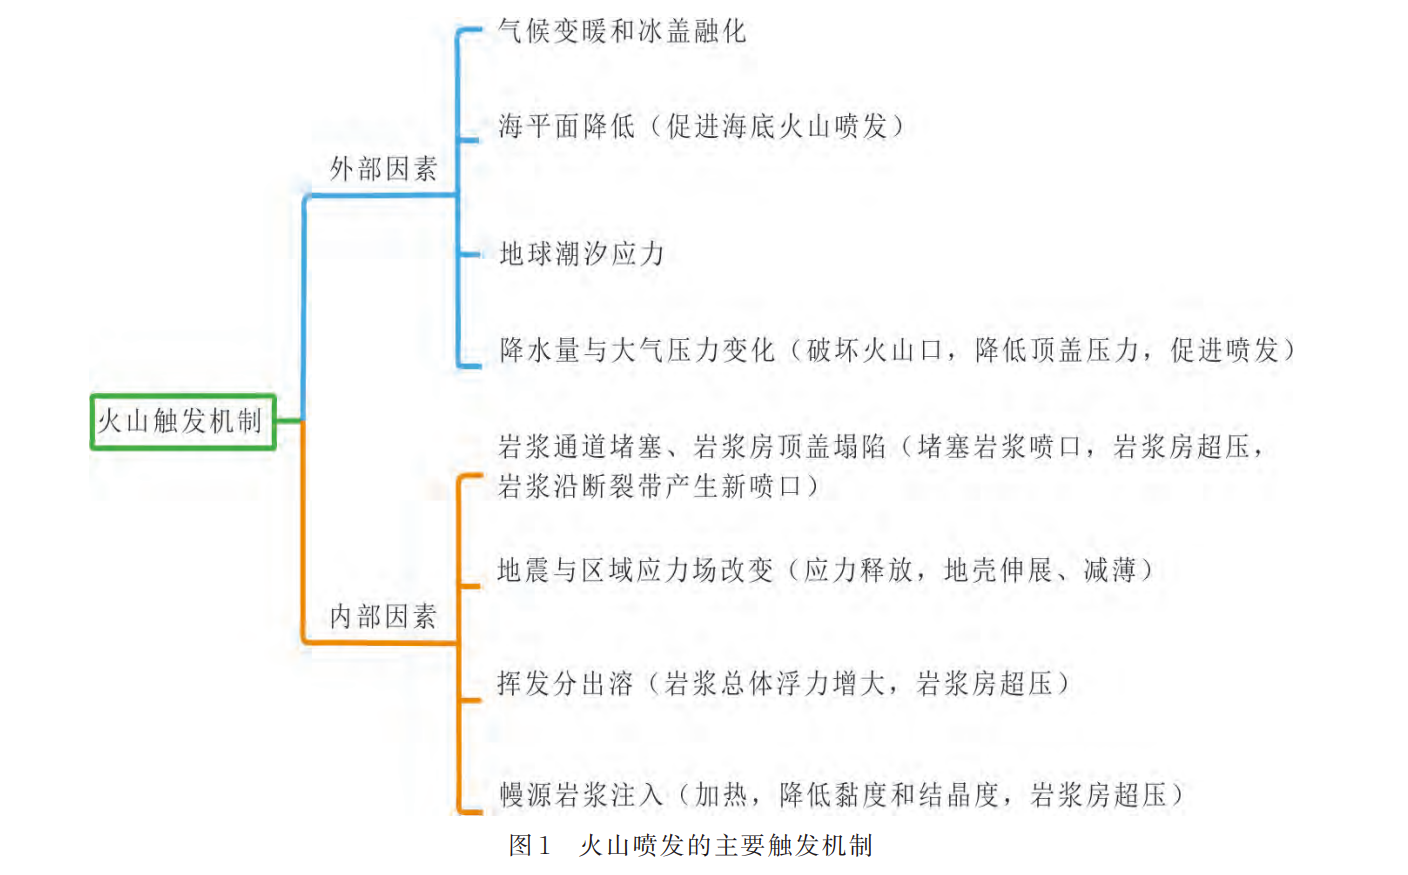 气候变暖和冰盖融化
海平面降低（促进海底火山喷发）
外部因素
地球潮汐应力
降水量与大气压力变化（破坏火山口，降低顶盖压力，促进喷发）
火山触发机制
岩浆通道堵塞、岩浆房顶盖塌陷（堵塞岩浆喷口，岩浆房超压，
岩浆沿断裂带产生新喷口）
地震与区域应力场改变（应力释放，地壳伸展、减薄）
内部因素
挥发分出溶（岩浆总体浮力增大，岩浆房超压）
幔源岩浆注入（加热，降低黏度和结晶度，岩浆房超压）
图1 火山喷发的主要触发机制